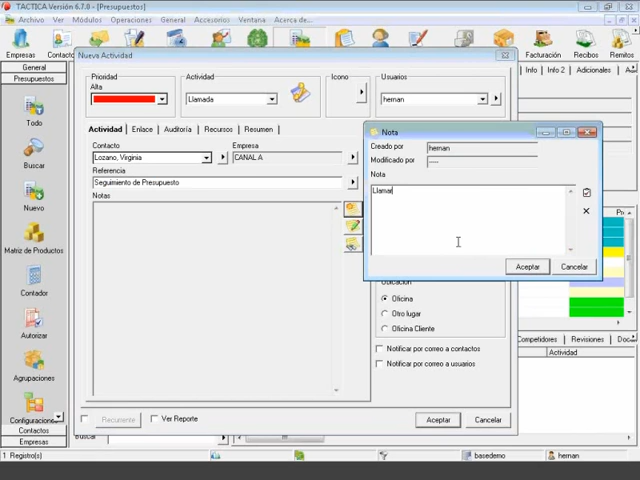 TACTICA Versión 6.7.0 - [Presupuestos]
Archivo Ver Módulos Operaciones General Accesorios Ventana Acerca de...
Empresas
Facturación Recibos Remitos
General
Presupuestos
Todo
Buscar
Nuevo
Matriz de Productos
Contador
Autorizar
Agrupaciones
Configuraciones
Contactos
Empresas
Nueva Actividad
Prioridad
Alta
Actividad
Llamada
Icono
Usuarios
hernan
Info Info 2 Adicionales
Actividad Enlace Auditoría Recursos Resumen
Contacto
Lozano, Virginia
Empresa
CANAL A
Referencia
Seguimiento de Presupuesto
Notas
Nota
Creado por hernan
Modificado por ----
Nota
Llamar
Aceptar Cancelar
Ubicación
Oficina
Otro lugar
Oficina Cliente
Notificar por correo a contactos
Notificar por correo a usuarios
Competidores Revisiones
Actividad
Recurrente Ver Reporte
Aceptar Cancelar
Buscar
1 Registro(s) basedemo hernan